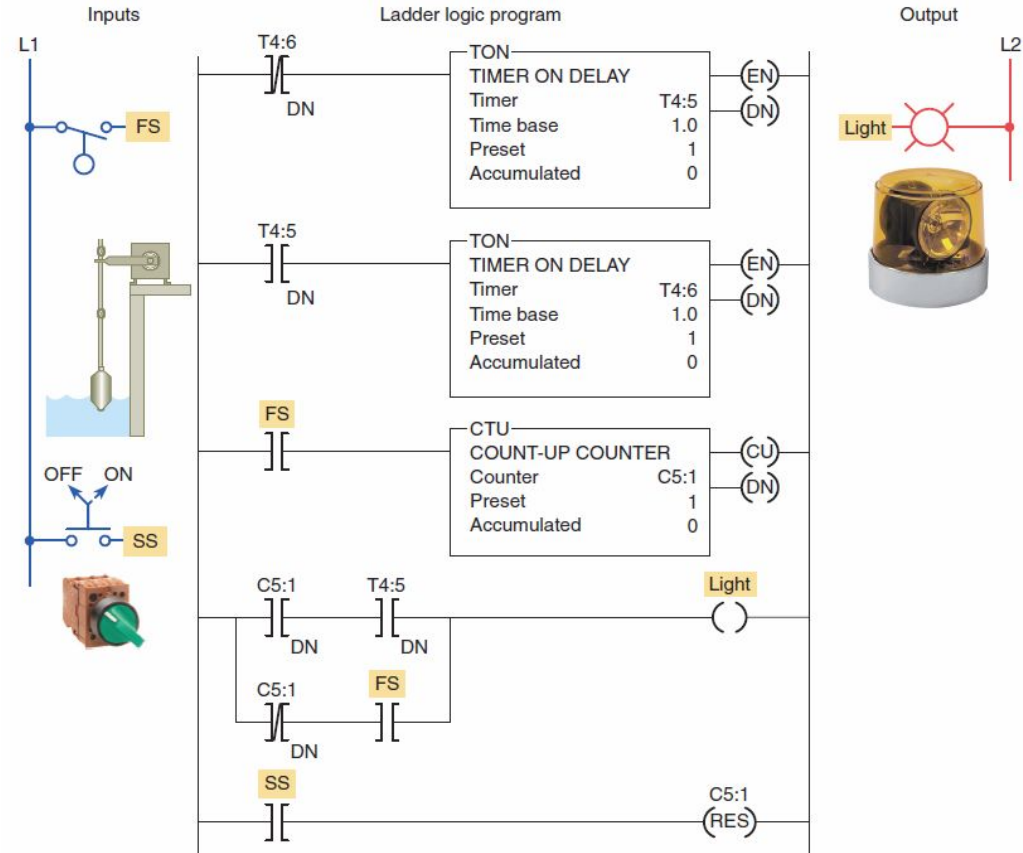 Inputs
Ladder logic program
Output
L1
L2
T4:6
DN
TON
TIMER ON DELAY
Timer T4:5
Time base 1.0
Preset 1
Accumulated 0
EN
DN
FS
Light
T4:5
DN
TON
TIMER ON DELAY
Timer T4:6
Time base 1.0
Preset 1
Accumulated 0
EN
DN
FS
CTU
COUNT-UP COUNTER
Counter C5:1
Preset 1
Accumulated 0
CU
DN
OFF ON
SS
C5:1
DN
T4:5
DN
Light
C5:1
DN
FS
SS
C5:1
RES